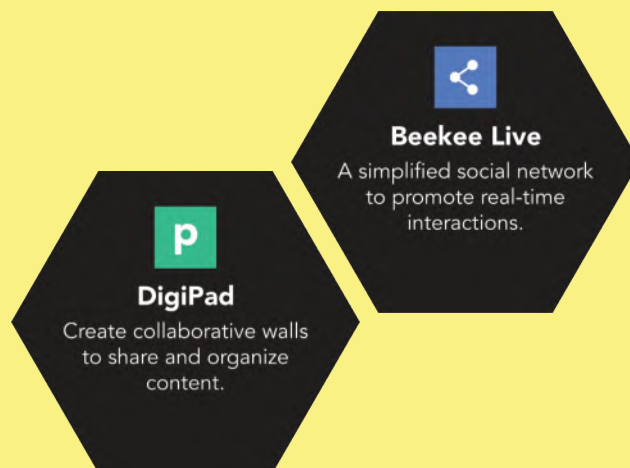 Beekee Live
A simplified social network
to promote real-time
interactions.
p
DigiPad
Create collaborative walls
to share and organize
content.